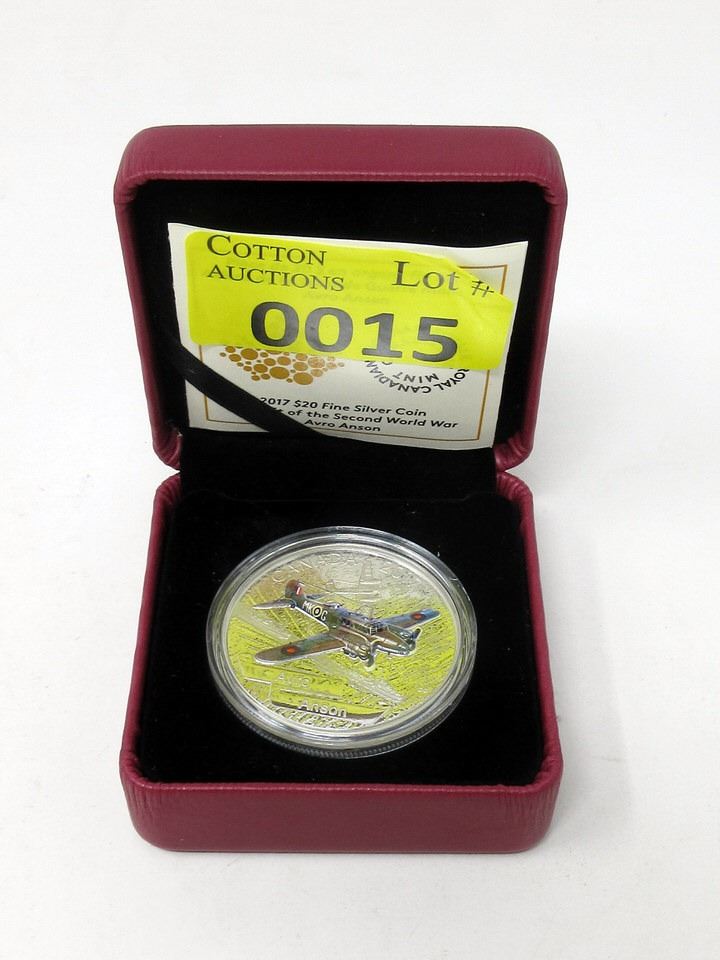 COTTON
AUCTIONS
Lot #
0015
ROYAL CANADIAN
MINT
2017 $20 Fine Silver Coin
of the Second World War
Avro Anson
Avro
Anson